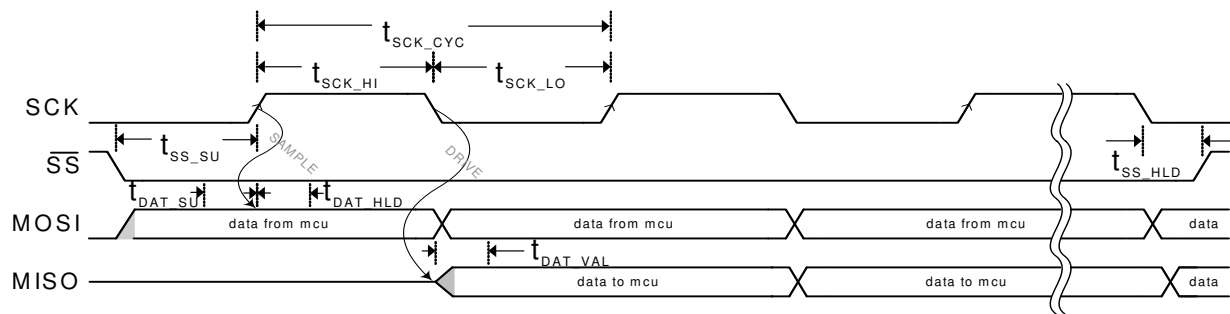 tSCK_CYC
tSCK_HI
tSCK_LO
SCK
SAMPLE
DRIVE
tSS_SU
tSS_HLD
SS
tDAT_SU
tDAT_HLD
MOSI
data from mcu
data from mcu
data from mcu
data
tDAT_VAL
MISO
data to mcu
data to mcu
data